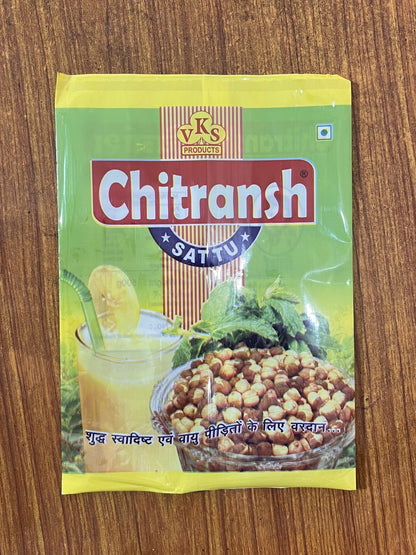 VKS
PRODUCTS
Chitransh®
SATTU
शुद्ध स्वादिष्ट एवं वायु पीड़ितों के लिए वरदान...